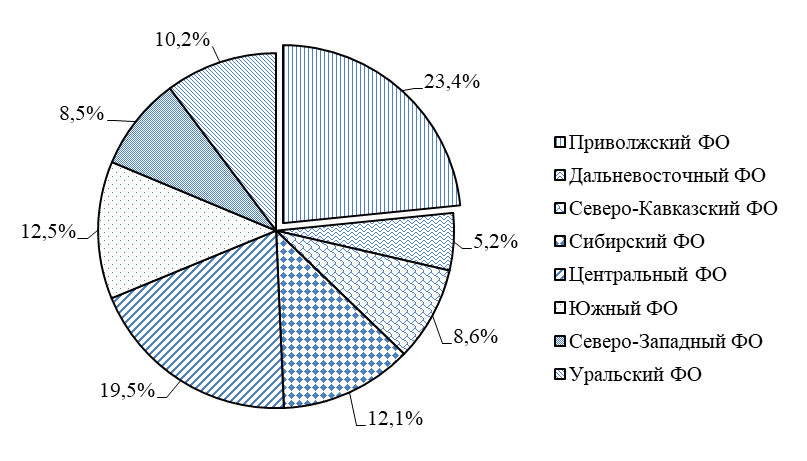 10,2%
23,4%
8,5%
12,5%
5,2%
8,6%
19,5%
12,1%
Приволжский ФО
Дальневосточный ФО
Северо-Кавказский ФО
Сибирский ФО
Центральный ФО
Южный ФО
Северо-Западный ФО
Уральский ФО